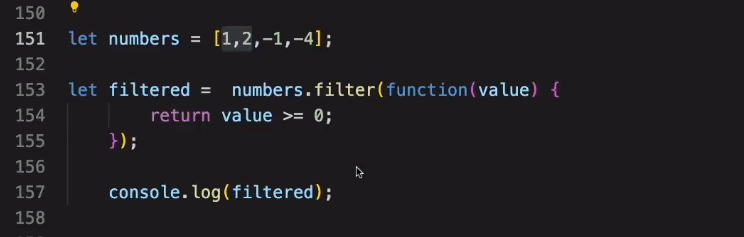 150
151 let numbers = [1,2,-1,-4];
152
153 let filtered =  numbers.filter(function(value) {
154         return value >= 0;
155     });
156
157     console.log(filtered);
158